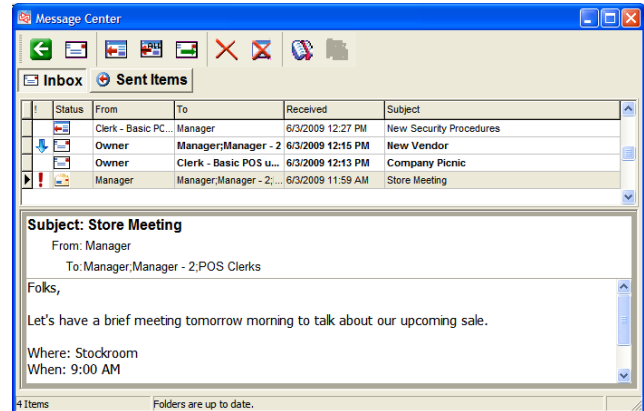 Message Center
ALL
Inbox Sent Items
! Status From To Received Subject
Clerk - Basic PC... Manager 6/3/2009 12:27 PM New Security Procedures
Owner Manager;Manager - 2 6/3/2009 12:15 PM New Vendor
Owner Clerk - Basic POS u... 6/3/2009 12:13 PM Company Picnic
! Manager Manager;Manager - 2;... 6/3/2009 11:59 AM Store Meeting
Subject: Store Meeting
From: Manager
To:Manager;Manager - 2;POS Clerks
Folks,
Let's have a brief meeting tomorrow morning to talk about our upcoming sale.
Where: Stockroom
When: 9:00 AM
4 Items Folders are up to date.